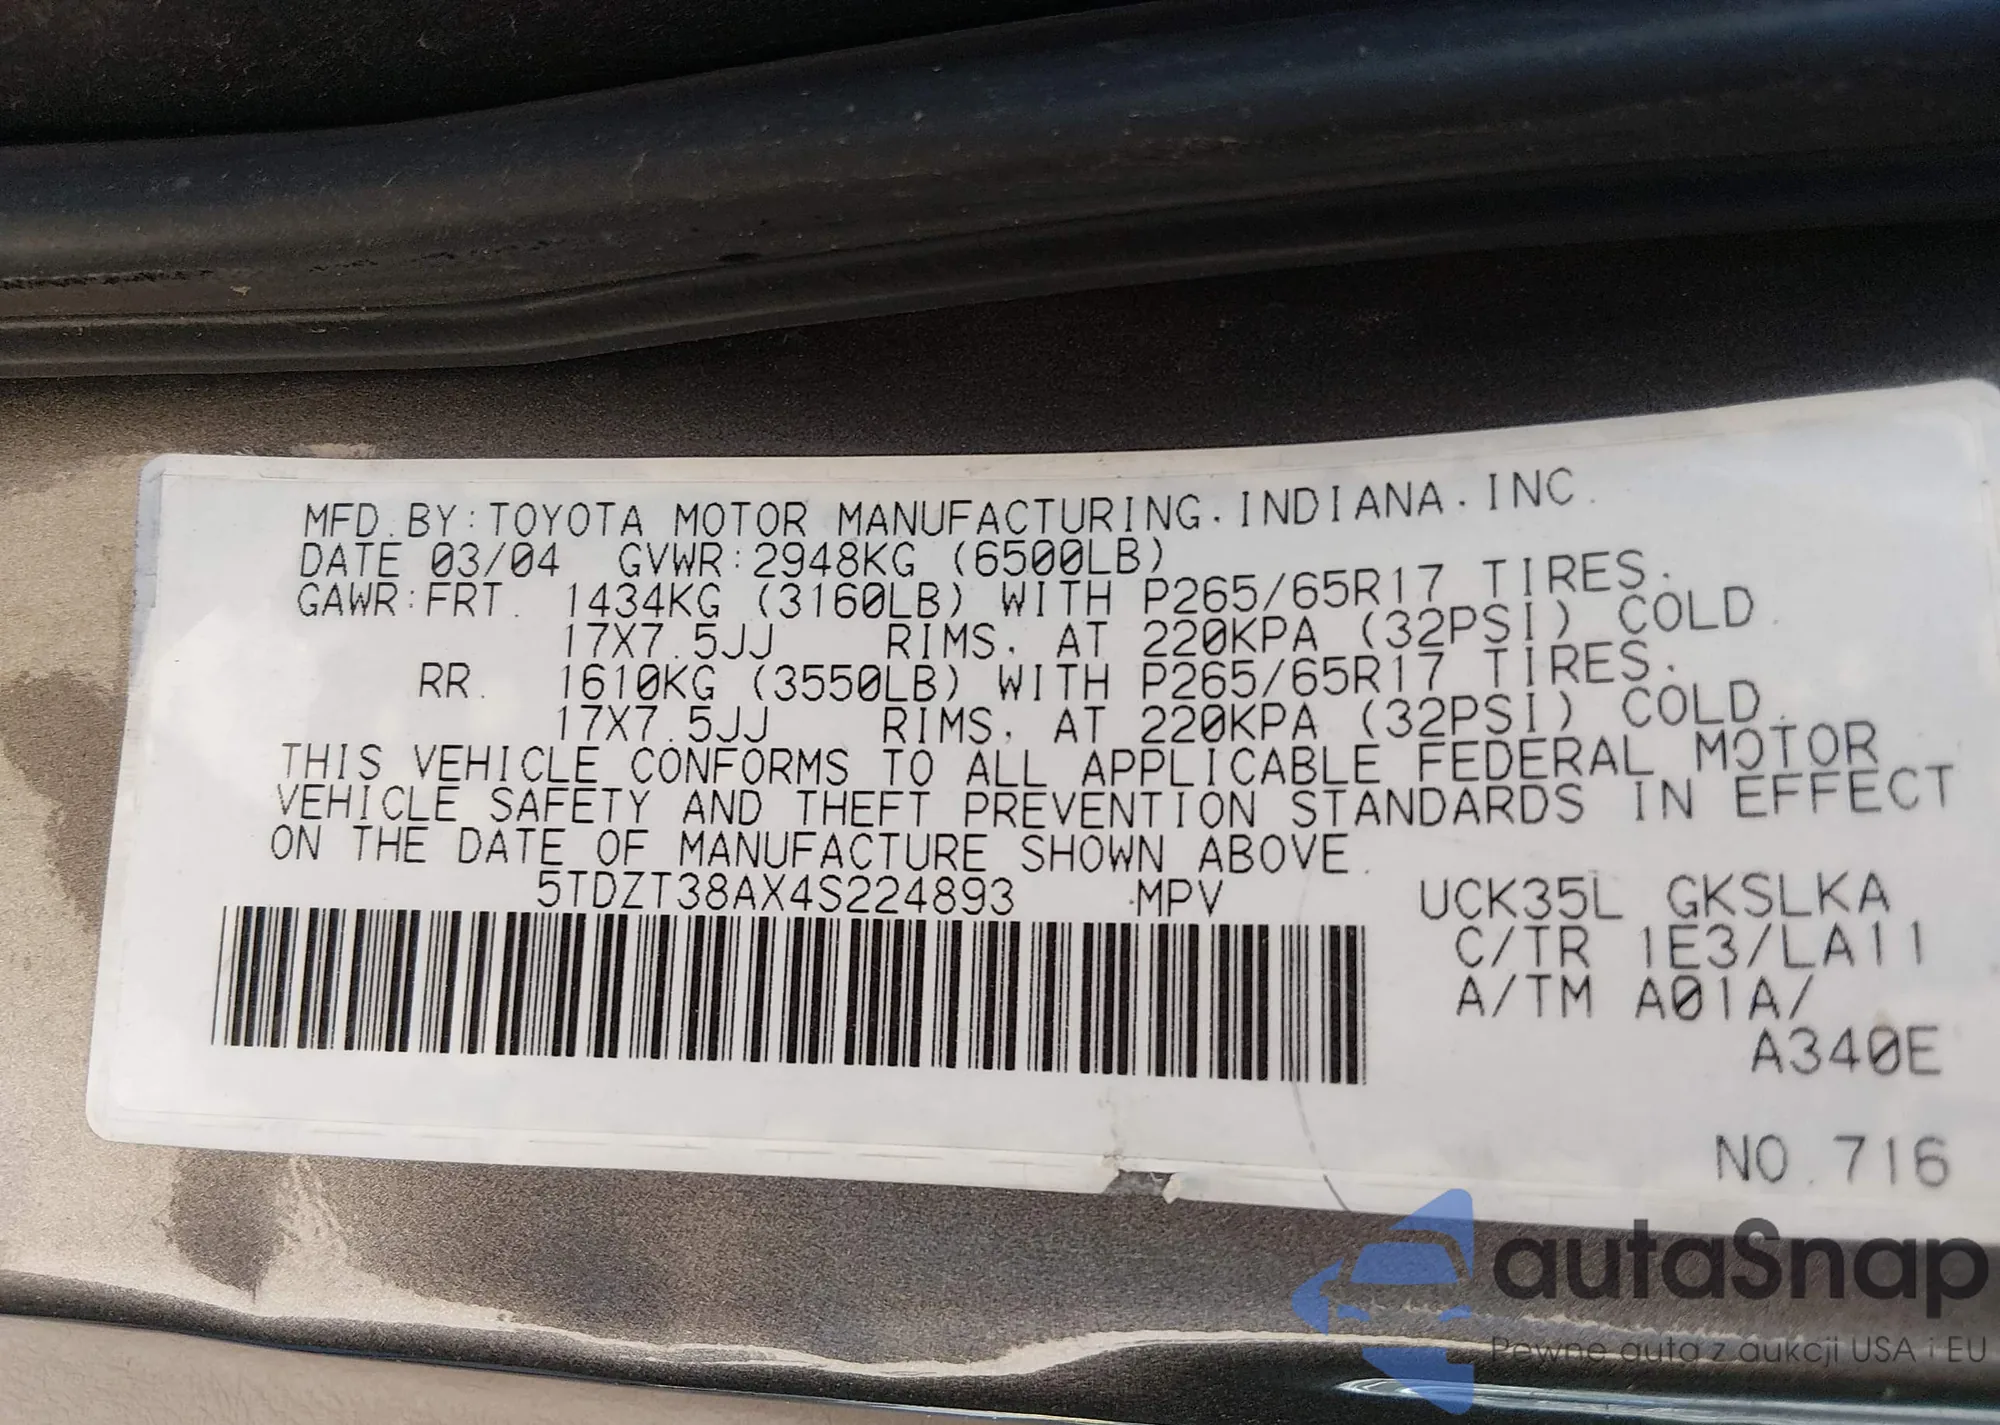 MFD.BY:TOYOTA MOTOR MANUFACTURING.INDIANA.INC.
DATE 03/04 GVWR:2948KG (6500LB)
GAWR:FRT. 1434KG (3160LB) WITH P265/65R17 TIRES.
17X7.5JJ RIMS. AT 220KPA (32PSI) COLD.
RR. 1610KG (3550LB) WITH P265/65R17 TIRES.
17X7.5JJ RIMS. AT 220KPA (32PSI) COLD.
THIS VEHICLE CONFORMS TO ALL APPLICABLE FEDERAL MOTOR
VEHICLE SAFETY AND THEFT PREVENTION STANDARDS IN EFFECT
ON THE DATE OF MANUFACTURE SHOWN ABOVE.
5TDZT38AX4S224893 MPV UCK35L GKSLKA
C/TR 1E3/LA11
A/TM A01A/
A340E
NO.716
autaSnap
Pewne auta z aukcji USA i EU